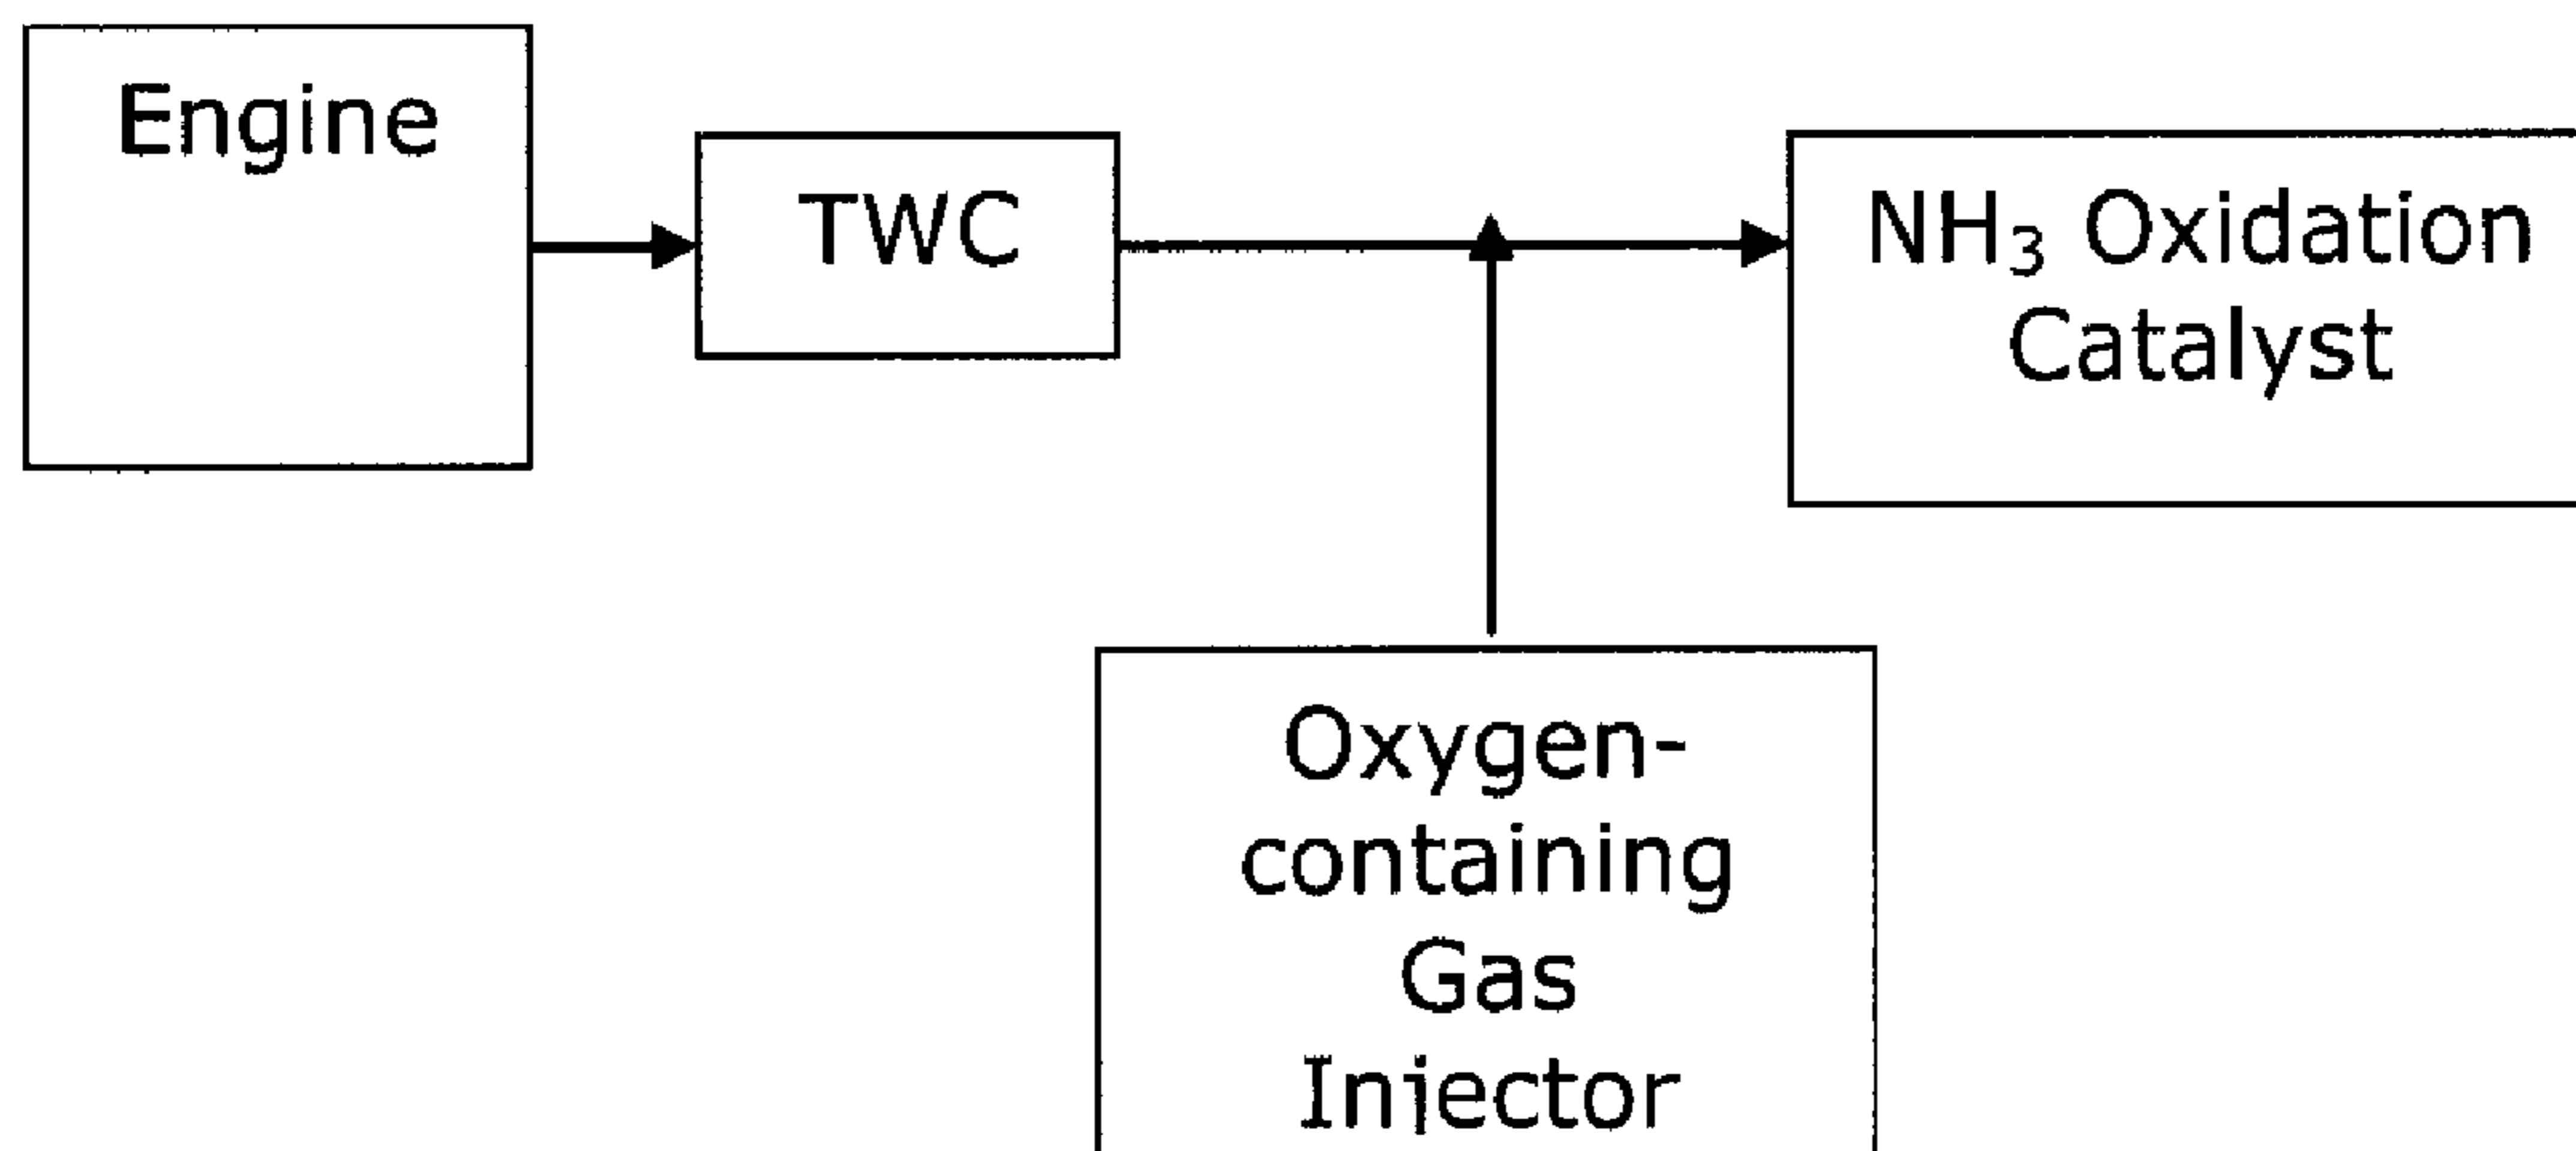 Engine
TWC
NH₃ Oxidation
Catalyst
Oxygen-
containing
Gas
Injector